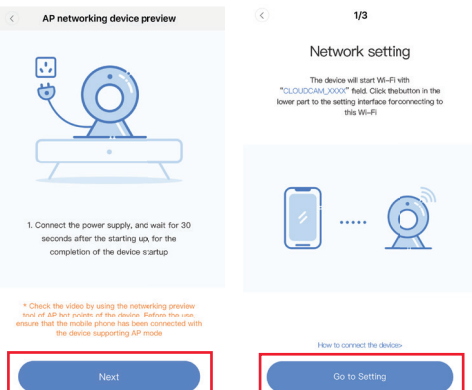 AP networking device preview
1. Connect the power supply, and wait for 30
seconds after the starting up, for the
completion of the device startup
* Check the video by using the networking preview
tool of AP hot points of the device. Before the use,
ensure that the mobile phone has been connected with
the device supporting AP mode
Next
1/3
Network setting
The device will start Wi-Fi with
"CLOUDCAM_XXXX" field. Click thebutton in the
lower part to the setting interface forconnecting to
this Wi-Fi
How to connect the device>
Go to Setting